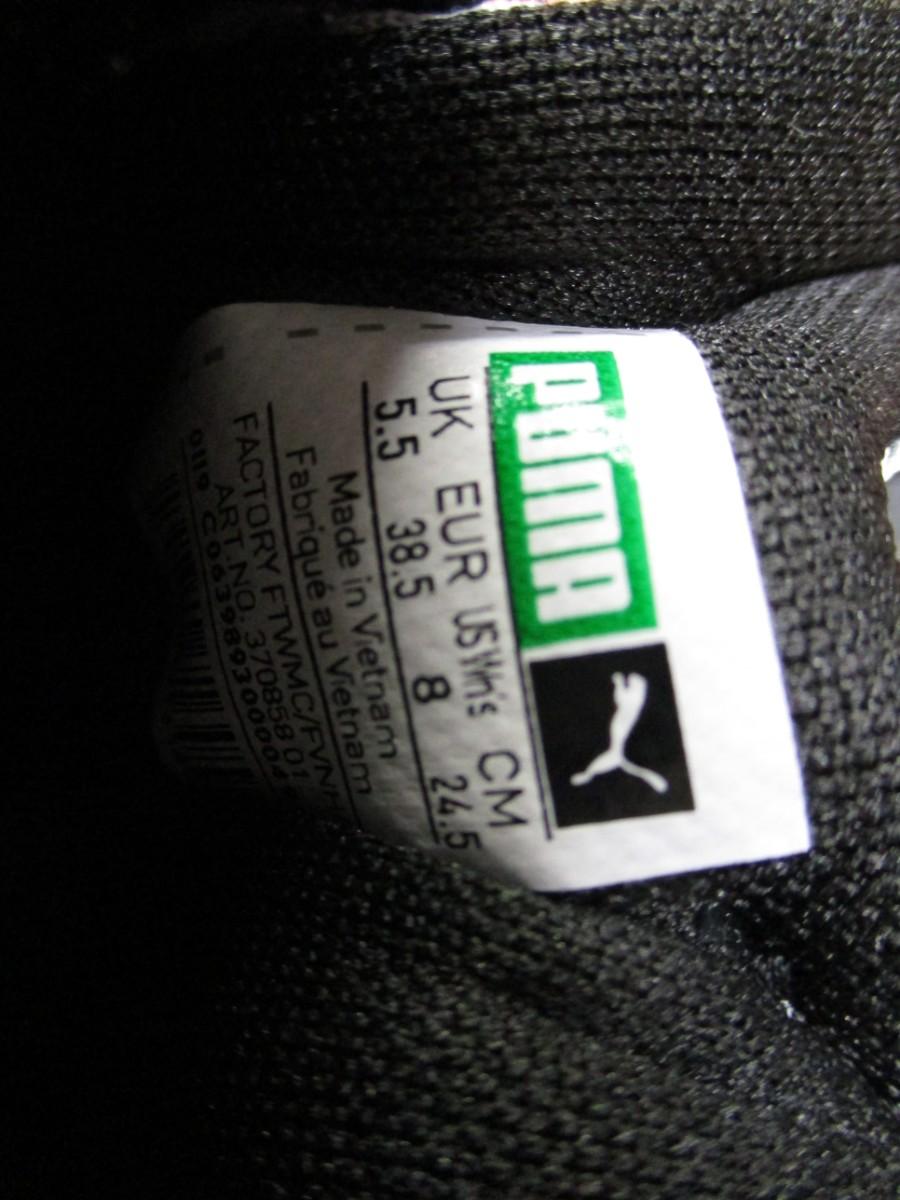 PUMA
UK EUR US Wn's CM
5.5 38.5 8 24.5
Made in Vietnam
Fabriqué au Vietnam
FACTORY FTWMC/FVN
ART.NO. 370858 01
0119